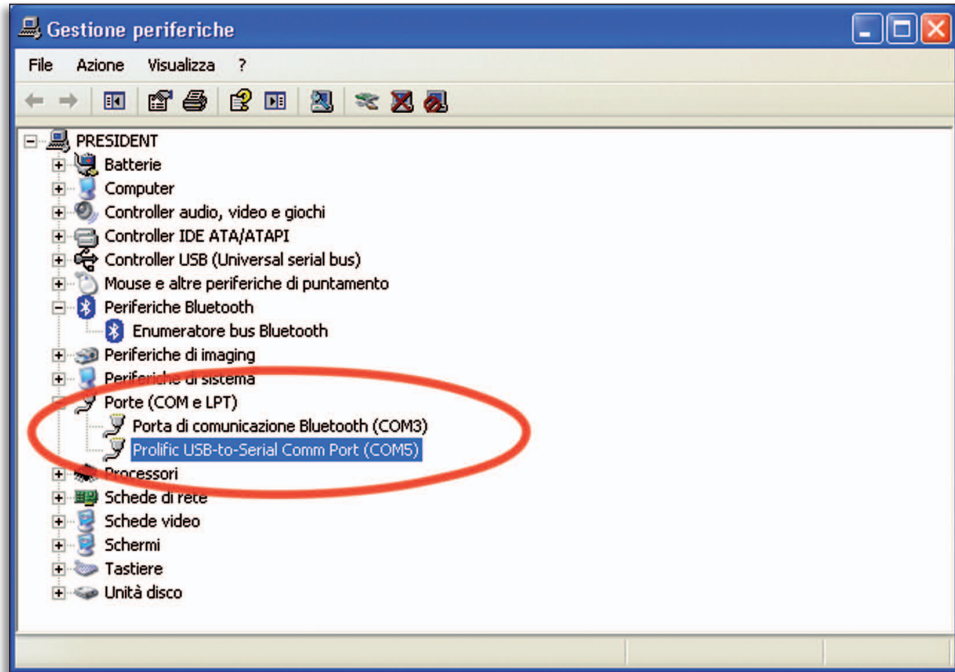 Gestione periferiche
File Azione Visualizza ?
PRESIDENT
Batterie
Computer
Controller audio, video e giochi
Controller IDE ATA/ATAPI
Controller USB (Universal serial bus)
Mouse e altre periferiche di puntamento
Periferiche Bluetooth
Enumeratore bus Bluetooth
Periferiche di imaging
Periferiche di sistema
Porte (COM e LPT)
Porta di comunicazione Bluetooth (COM3)
Prolific USB-to-Serial Comm Port (COM5)
Processori
Schede di rete
Schede video
Schermi
Tastiere
Unità disco